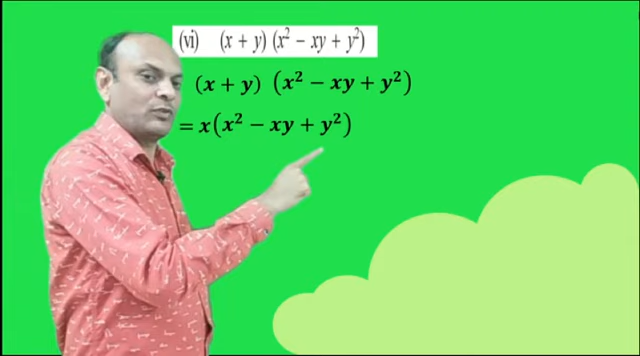 (vi) (x + y) (x² − xy + y²)
(x + y) (x² − xy + y²)
= x(x² − xy + y²)